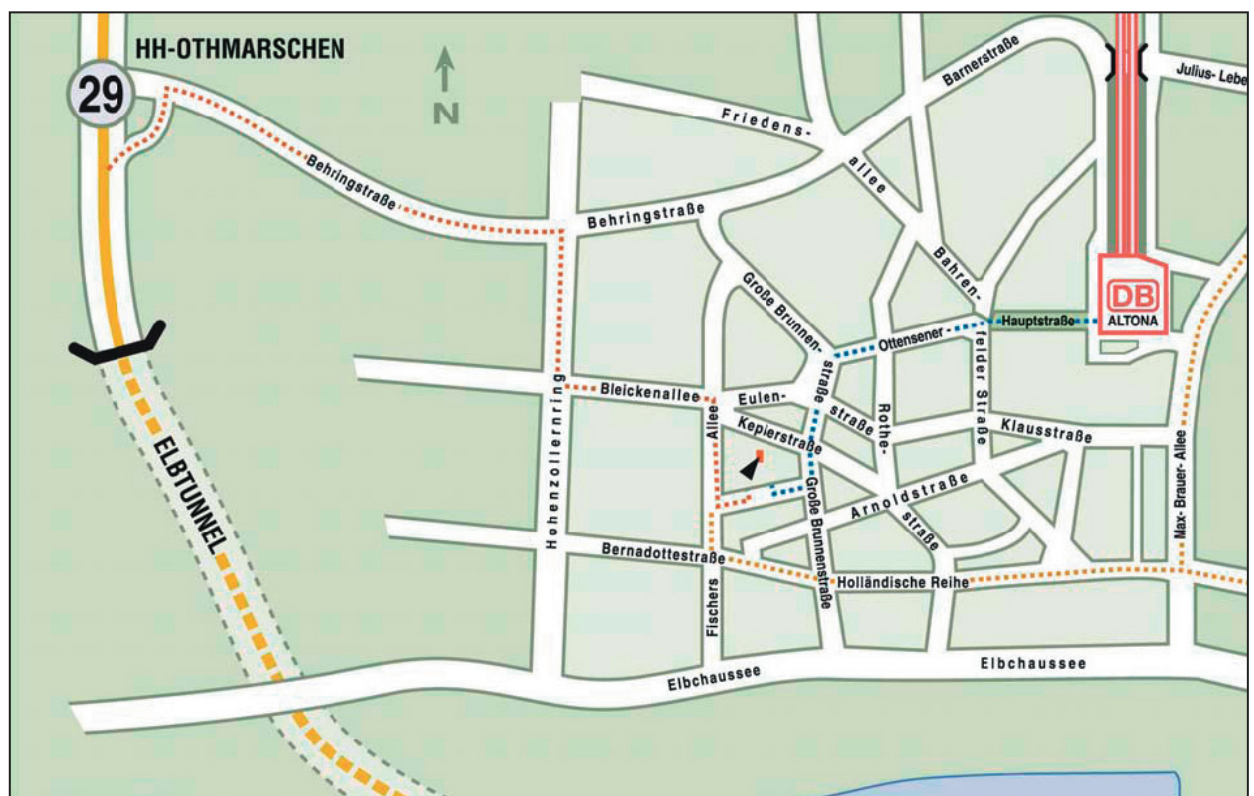 HH-OTHMARSCHEN
29
N
Behringstraße
Behringstraße
Friedens-
allee
Barnerstraße
Julius- Lebe
Bahren-
felder Straße
DB
ALTONA
Hauptstraße
Ottensener -
Große Brunnen-
straße
Hohenzollernring
Bleickenallee
Allee
Eulen-
straße
Keplerstraße
Rothe-
straße
Klausstraße
Max- Brauer- Allee
Arnoldstraße
Große Brunnenstraße
ELBTUNNEL
Bernadottestraße
Fischers
Holländische Reihe
Elbchaussee
Elbchaussee